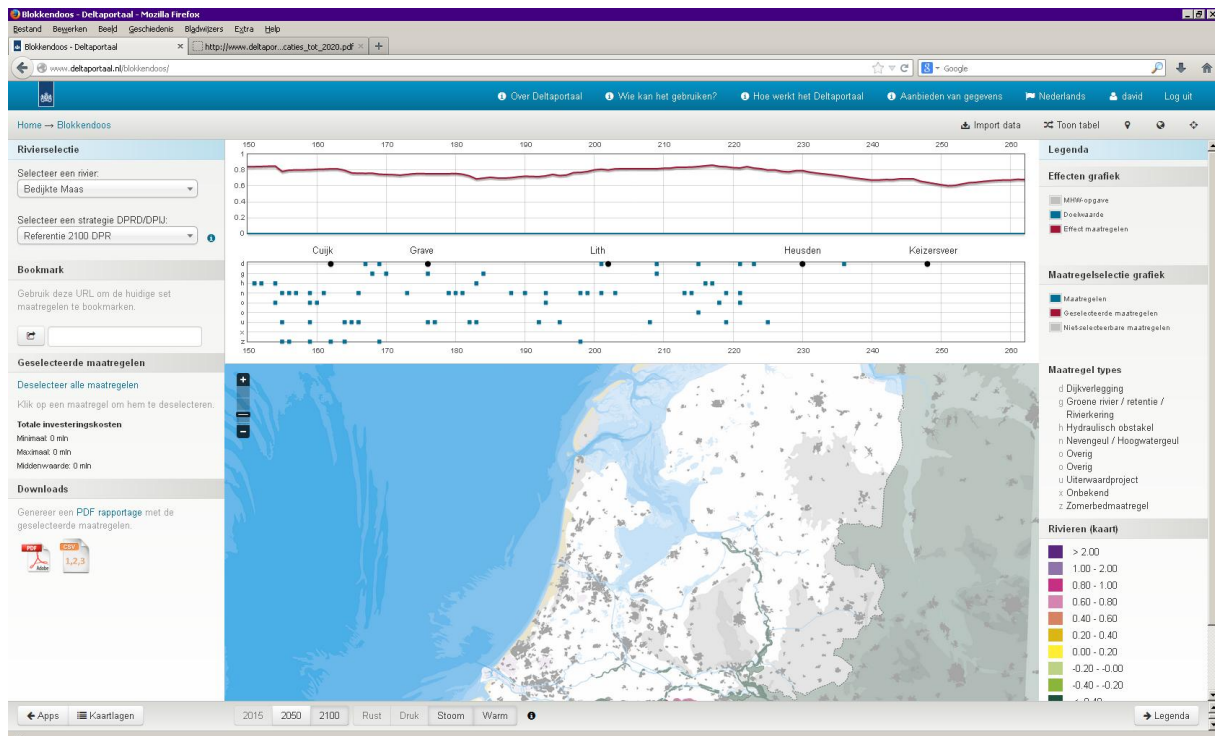 Blokkendoos - Deltaportaal - Mozilla Firefox
Bestand Bewerken Beeld Geschiedenis Bladwijzers Extra Help
Blokkendoos - Deltaportaal × http://www.deltapor...caties_tot_2020.pdf × +
www.deltaportaal.nl/blokkendoos/ Google
Over Deltaportaal Wie kan het gebruiken? Hoe werkt het Deltaportaal Aanbieden van gegevens Nederlands david Log uit
Home → Blokkendoos Import data Toon tabel
Rivierselectie
Selecteer een rivier:
Bedijkte Maas
Selecteer een strategie DPRD/DPIJ:
Referentie 2100 DPR
Bookmark
Gebruik deze URL om de huidige set
maatregelen te bookmarken.
Geselecteerde maatregelen
Deselecteer alle maatregelen
Klik op een maatregel om hem te deselecteren.
Totale investeringskosten
Minimaal: 0 mln
Maximaal: 0 mln
Middenwaarde: 0 mln
Downloads
Genereer een PDF rapportage met de
geselecteerde maatregelen.
PDF Adobe CSV 1,2,3
150 160 170 180 190 200 210 220 230 240 250 260
1
0.8
0.6
0.4
0.2
0
Cuijk Grave Lith Heusden Keizersveer
d
g
h
n
o
o
u
x
z
150 160 170 180 190 200 210 220 230 240 250 260
+
−
Legenda
Effecten grafiek
MHW-opgave
Doelwaarde
Effect maatregelen
Maatregelselectie grafiek
Maatregelen
Geselecteerde maatregelen
Niet-selecteerbare maatregelen
Maatregel types
d Dijkverlegging
g Groene rivier / retentie /
Rivierkering
h Hydraulisch obstakel
n Nevengeul / Hoogwatergeul
o Overig
o Overig
u Uiterwaardproject
x Onbekend
z Zomerbedmaatregel
Rivieren (kaart)
> 2.00
1.00 - 2.00
0.80 - 1.00
0.60 - 0.80
0.40 - 0.60
0.20 - 0.40
0.00 - 0.20
-0.20 - -0.00
-0.40 - -0.20
Apps Kaartlagen 2015 2050 2100 Rust Druk Stoom Warm Legenda